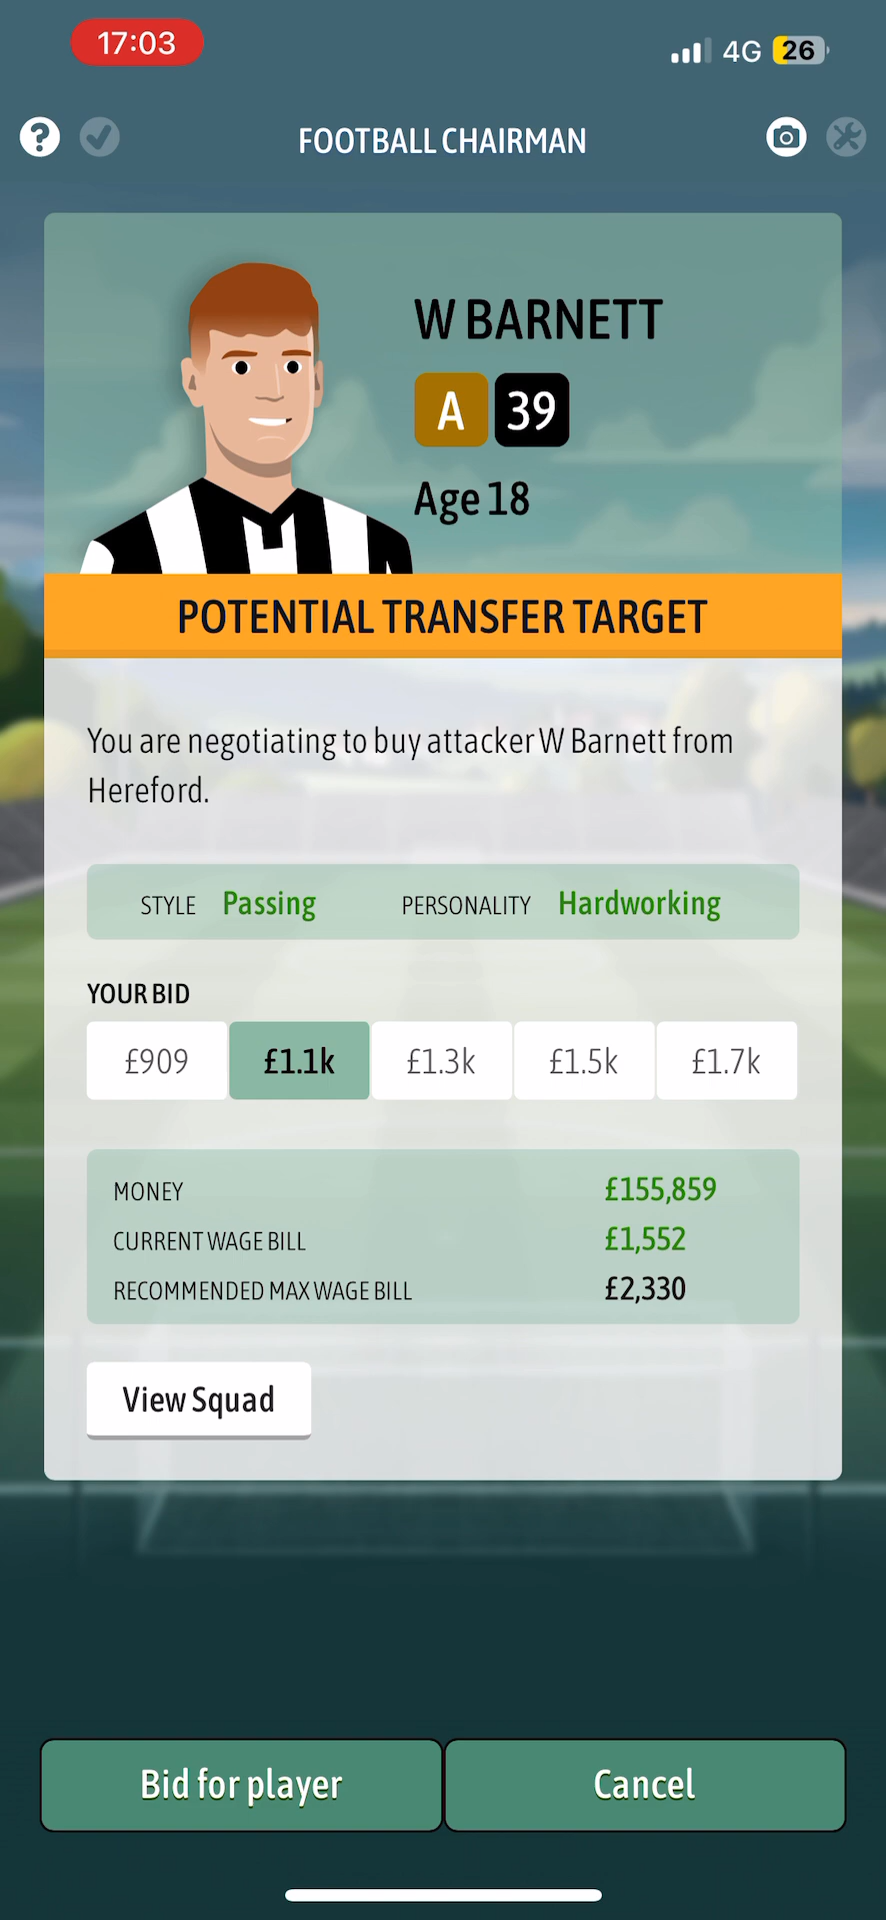 17:03
4G 26
FOOTBALL CHAIRMAN
W BARNETT
A 39
Age 18
POTENTIAL TRANSFER TARGET
You are negotiating to buy attacker W Barnett from
Hereford.
STYLE Passing PERSONALITY Hardworking
YOUR BID
£909 £1.1k £1.3k £1.5k £1.7k
MONEY £155,859
CURRENT WAGE BILL £1,552
RECOMMENDED MAX WAGE BILL £2,330
View Squad
Bid for player Cancel